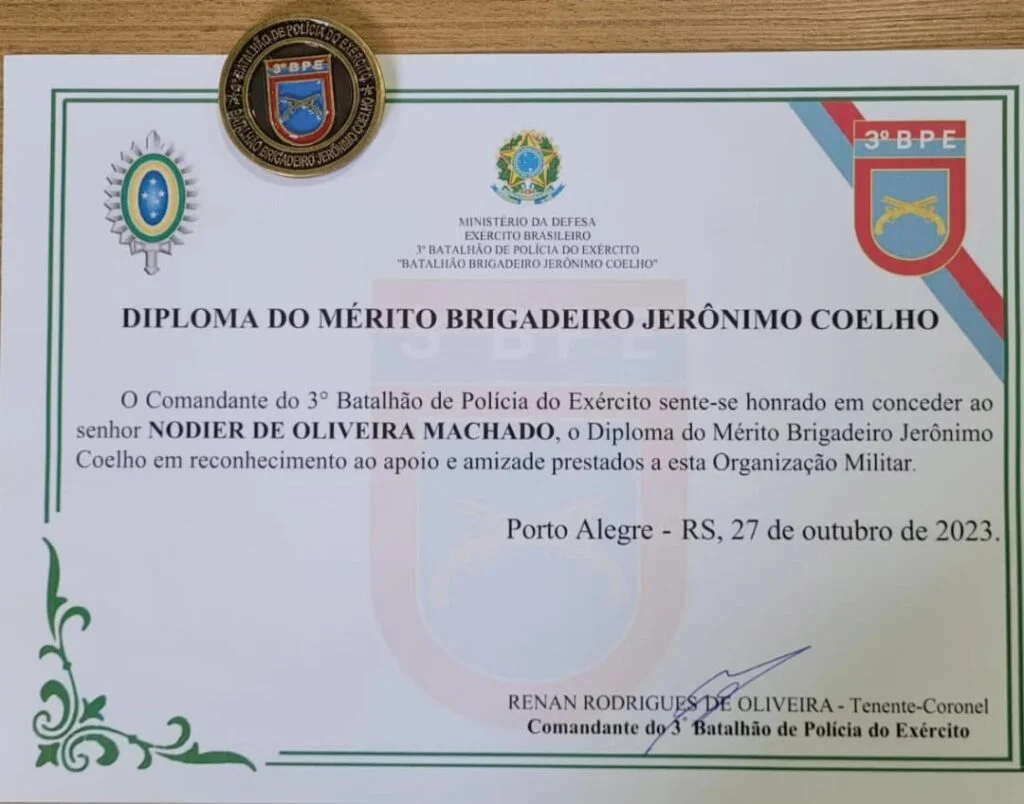 3º BATALHÃO DE POLÍCIA DO EXÉRCITO
3º BPE
BATALHÃO BRIGADEIRO JERÔNIMO COELHO
3º BPE
MINISTÉRIO DA DEFESA
EXÉRCITO BRASILEIRO
3º BATALHÃO DE POLÍCIA DO EXÉRCITO
"BATALHÃO BRIGADEIRO JERÔNIMO COELHO"
DIPLOMA DO MÉRITO BRIGADEIRO JERÔNIMO COELHO
3 BPE
O Comandante do 3° Batalhão de Polícia do Exército sente-se honrado em conceder ao
senhor NODIER DE OLIVEIRA MACHADO, o Diploma do Mérito Brigadeiro Jerônimo
Coelho em reconhecimento ao apoio e amizade prestados a esta Organização Militar.
Porto Alegre - RS, 27 de outubro de 2023.
RENAN RODRIGUES DE OLIVEIRA - Tenente-Coronel
Comandante do 3° Batalhão de Polícia do Exército